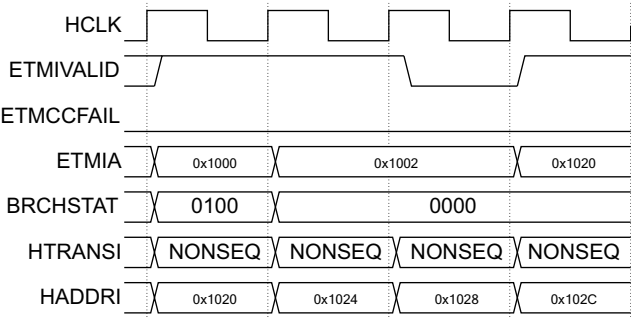 HCLK
ETMIVALID
ETMCCFAIL
ETMIA 0x1000 0x1002 0x1020
BRCHSTAT 0100 0000
HTRANSI NONSEQ NONSEQ NONSEQ NONSEQ
HADDRI 0x1020 0x1024 0x1028 0x102C